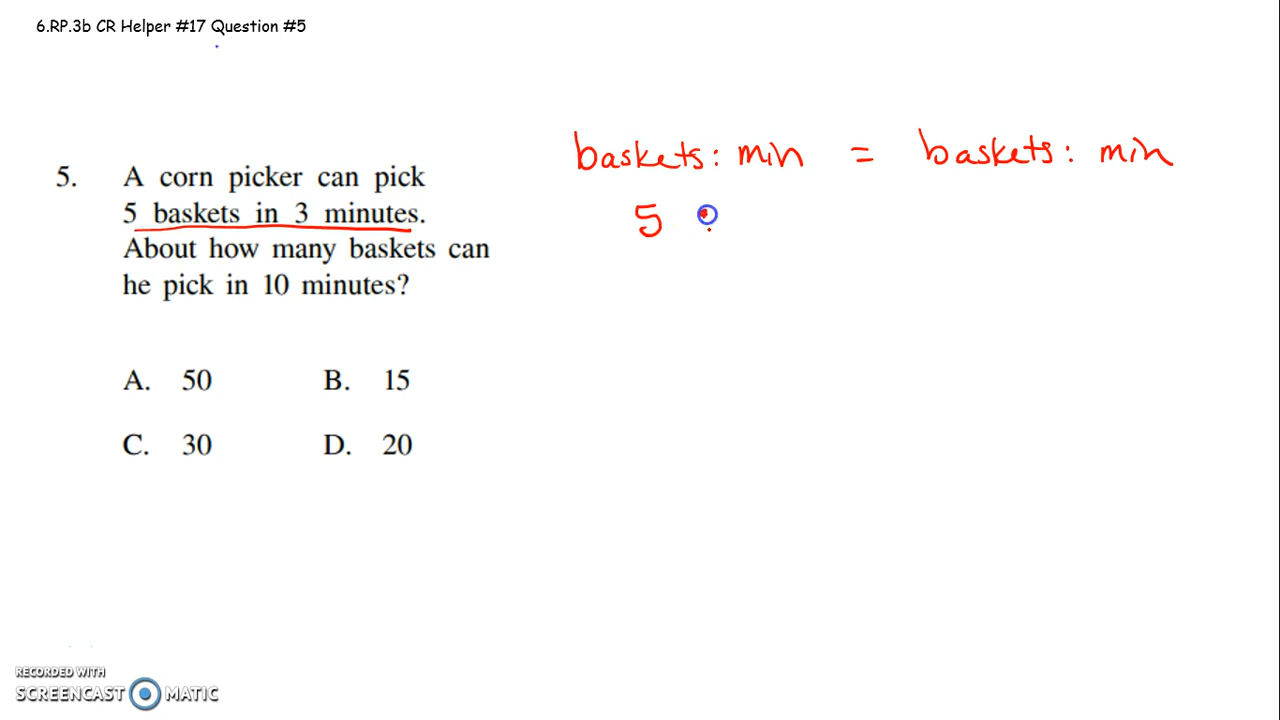 6.RP.3b CR Helper #17 Question #5
baskets: min = baskets: min
5 :
5. A corn picker can pick
5 baskets in 3 minutes.
About how many baskets can
he pick in 10 minutes?
A. 50 B. 15
C. 30 D. 20
RECORDED WITH
SCREENCAST MATIC